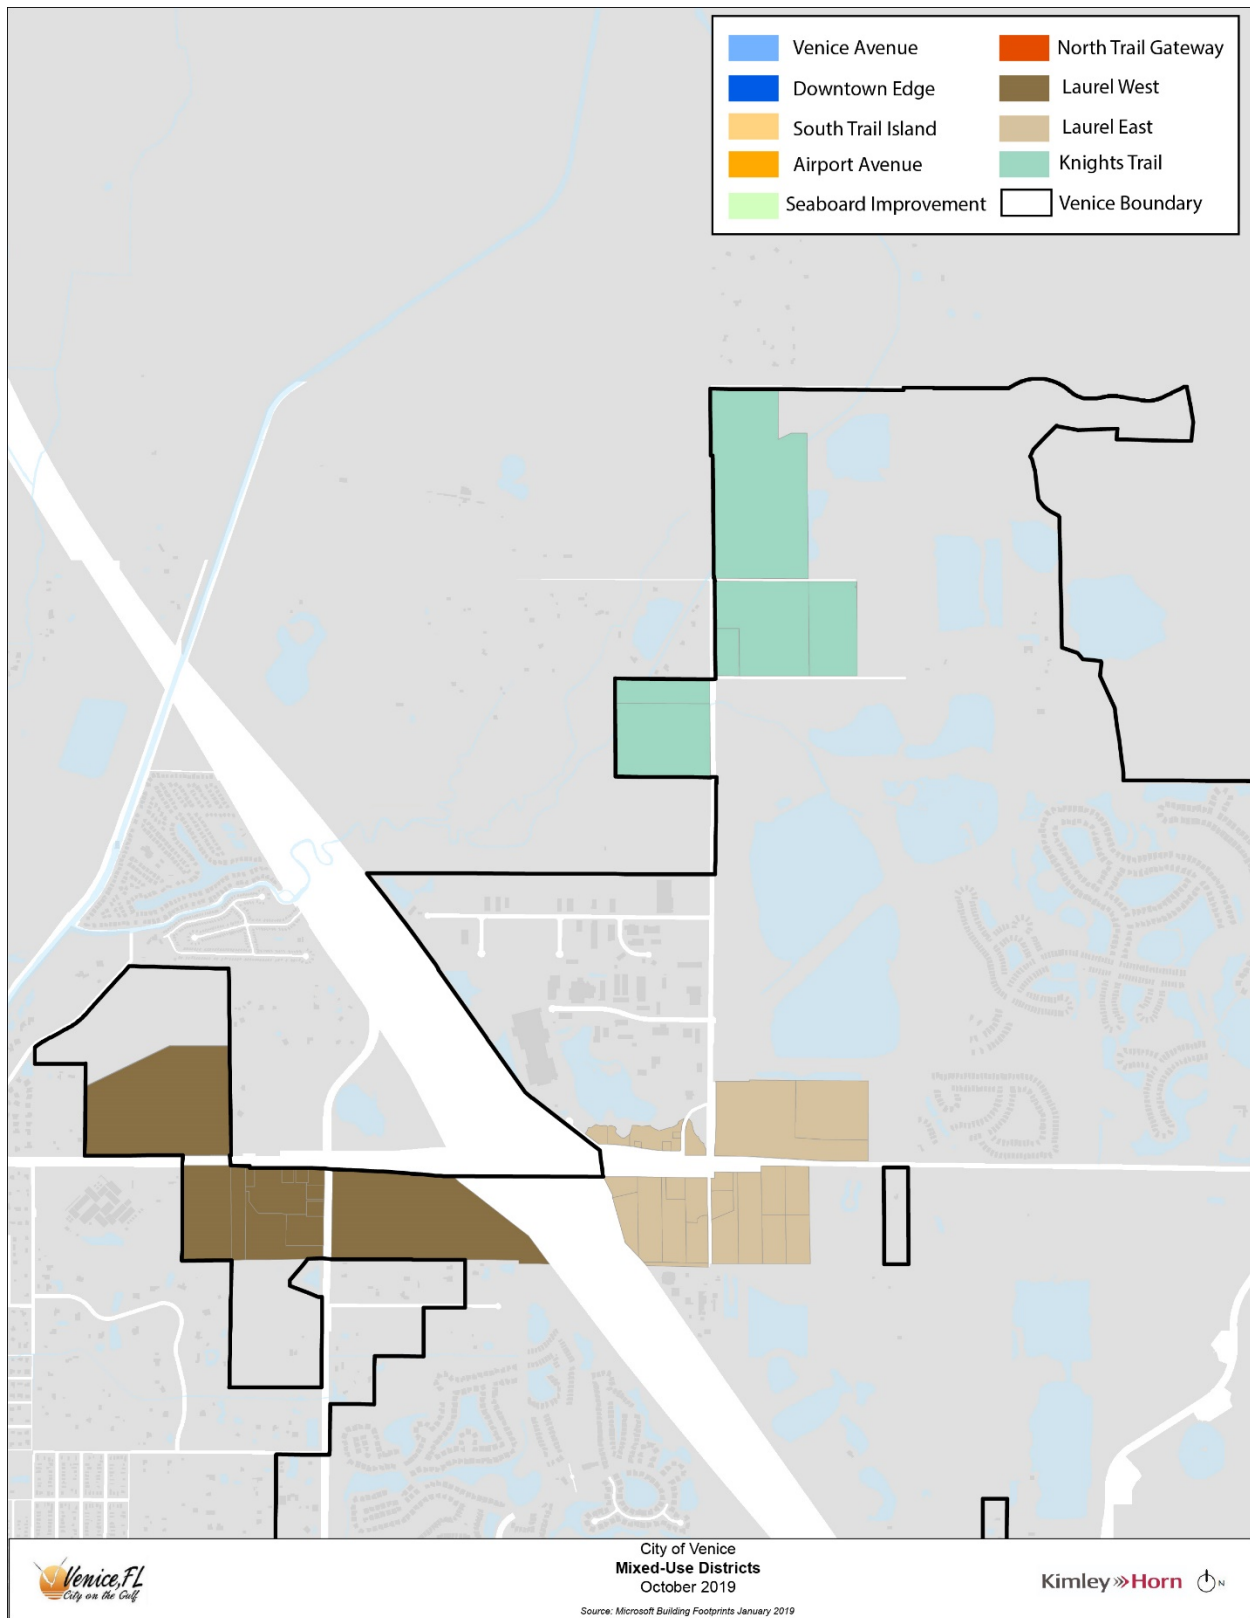 Venice Avenue
North Trail Gateway
Downtown Edge
Laurel West
South Trail Island
Laurel East
Airport Avenue
Knights Trail
Seaboard Improvement
Venice Boundary
Venice, FL
City on the Gulf
City of Venice
Mixed-Use Districts
October 2019
Source: Microsoft Building Footprints January 2019
Kimley»Horn
N